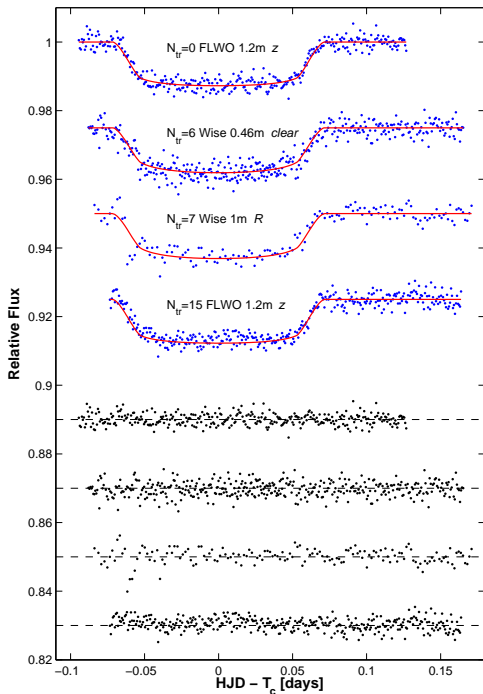 1
0.98
0.96
0.94
0.92
0.9
0.88
0.86
0.84
0.82
Relative Flux
N_tr=0 FLWO 1.2m z
N_tr=6 Wise 0.46m clear
N_tr=7 Wise 1m R
N_tr=15 FLWO 1.2m z
−0.1
−0.05
0
0.05
0.1
0.15
HJD − T_c [days]